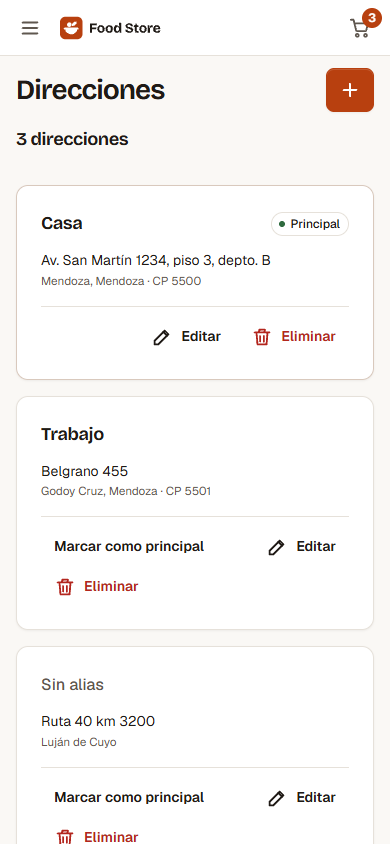 Food Store
3
Direcciones
3 direcciones
Casa
Principal
Av. San Martín 1234, piso 3, depto. B
Mendoza, Mendoza · CP 5500
Editar
Eliminar
Trabajo
Belgrano 455
Godoy Cruz, Mendoza · CP 5501
Marcar como principal
Editar
Eliminar
Sin alias
Ruta 40 km 3200
Luján de Cuyo
Marcar como principal
Editar
Eliminar